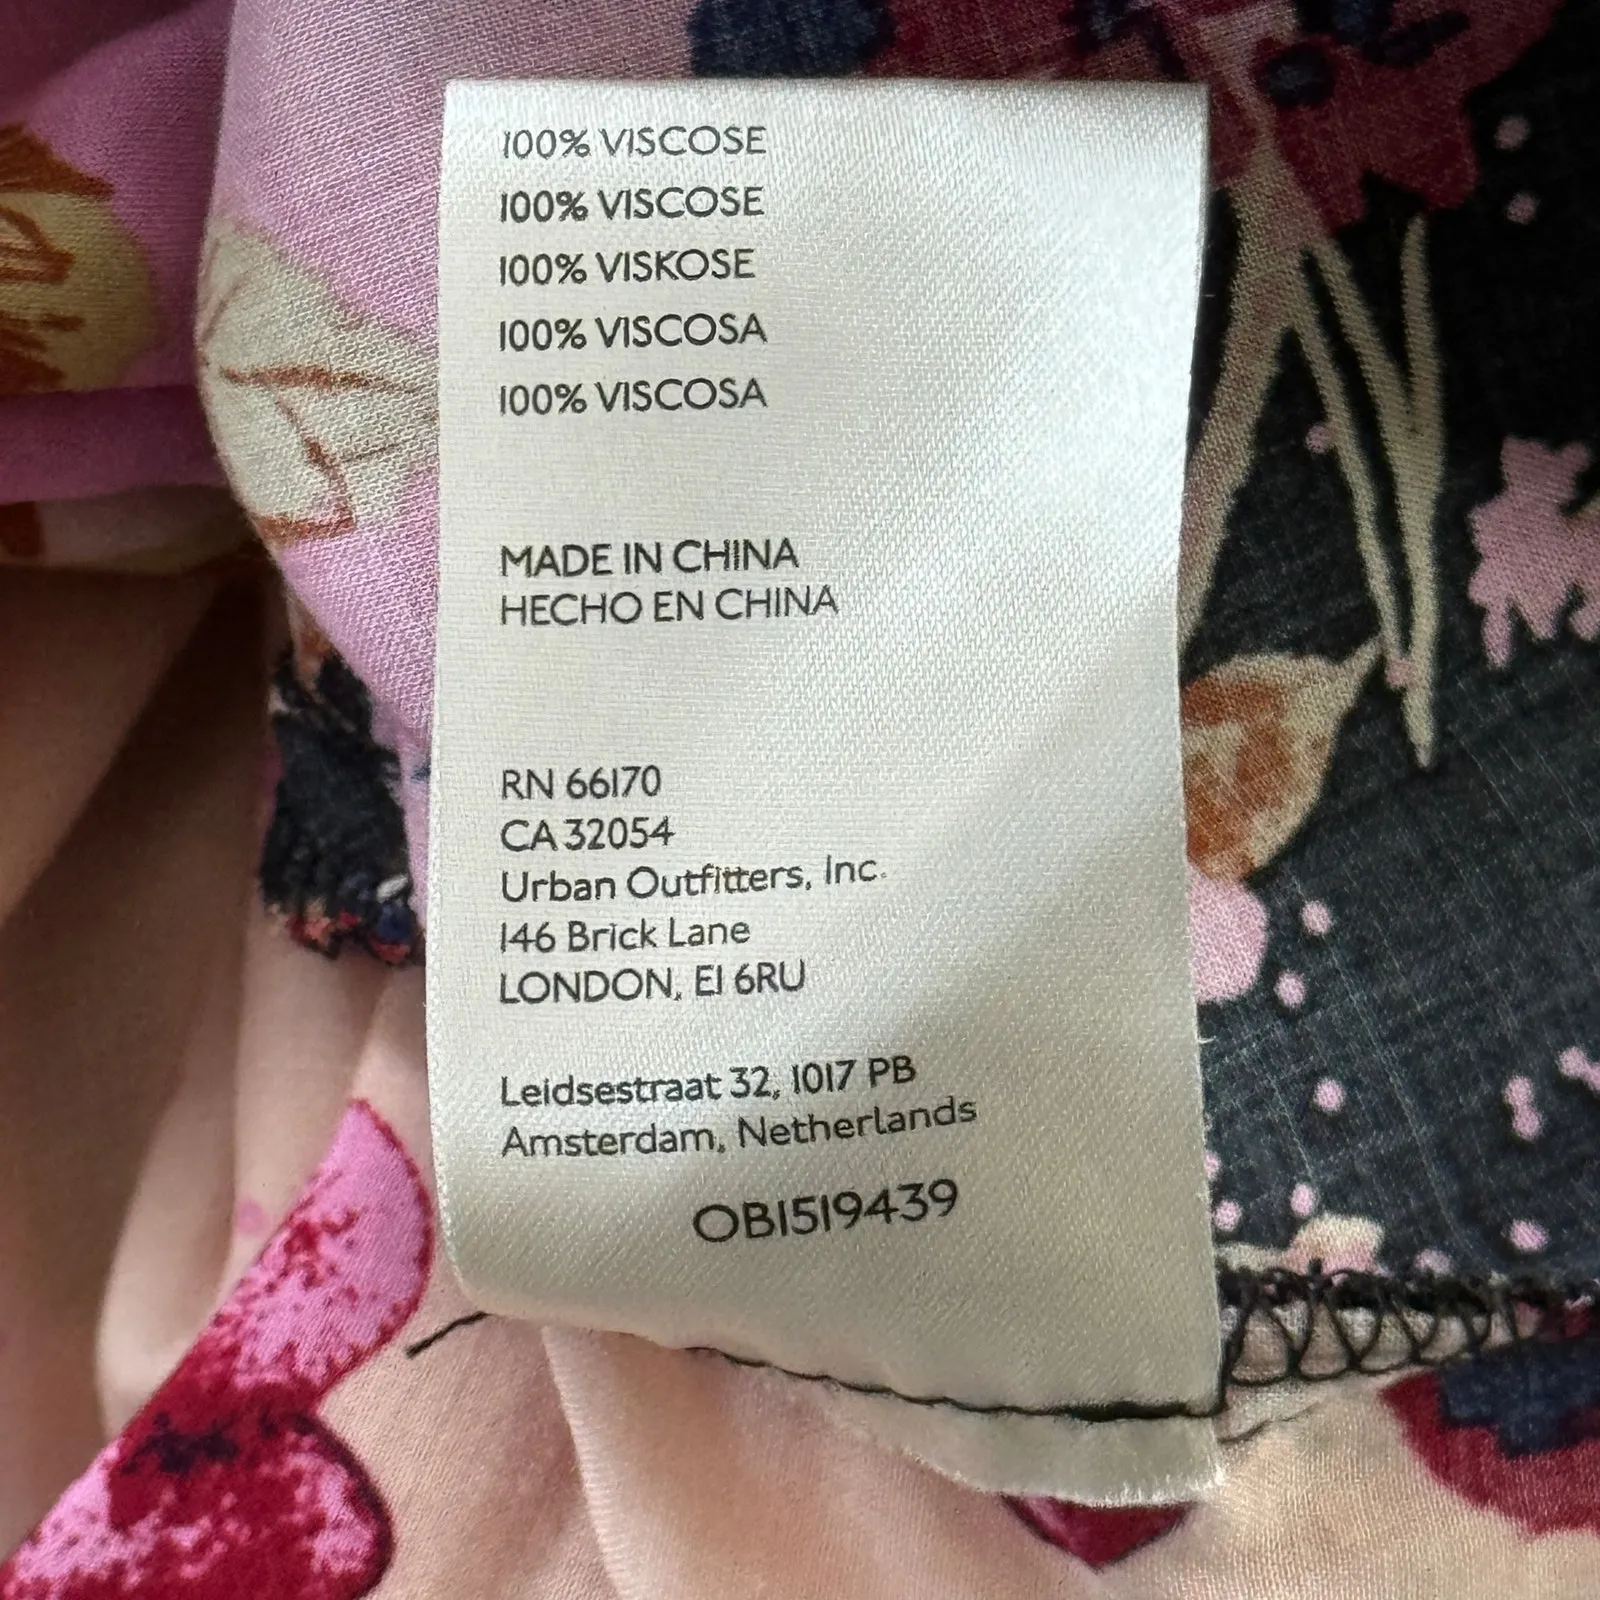 100% VISCOSE
100% VISCOSE
100% VISKOSE
100% VISCOSA
100% VISCOSA
MADE IN CHINA
HECHO EN CHINA
RN 66170
CA 32054
Urban Outfitters, Inc.
146 Brick Lane
LONDON, E1 6RU
Leidsestraat 32, 1017 PB
Amsterdam, Netherlands
OB1519439